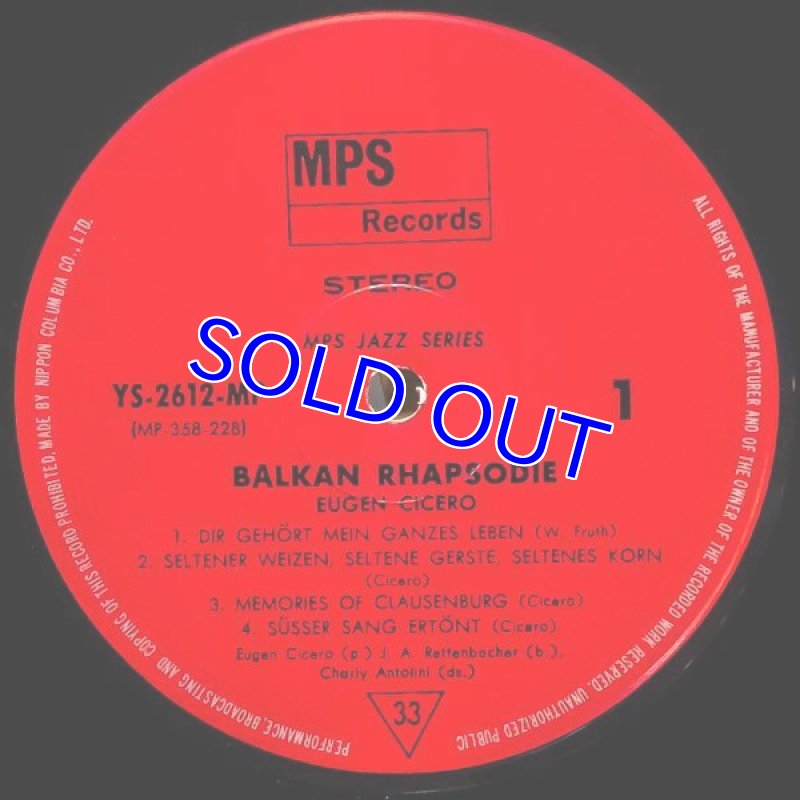 MPS
Records
STEREO
MPS JAZZ SERIES
SOLD OUT
YS-2612-MP
1
(MP-358-228)
BALKAN RHAPSODIE
EUGEN CICERO
1. DIR GEHÖRT MEIN GANZES LEBEN (W. Fruth)
2. SELTENER WEIZEN, SELTENE GERSTE, SELTENES KORN
(Cicero)
3. MEMORIES OF CLAUSENBURG (Cicero)
4. SÜSSER SANG ERTÖNT (Cicero)
Eugen Cicero (p.) J. A. Rettenbacher (b.),
Charly Antolini (ds.)
33
ALL RIGHTS OF THE MANUFACTURER AND OF THE OWNER OF THE RECORDED WORK RESERVED. UNAUTHORIZED PUBLIC
PERFORMANCE, BROADCASTING AND COPYING OF THIS RECORD PROHIBITED. MADE BY NIPPON COLUMBIA CO., LTD.